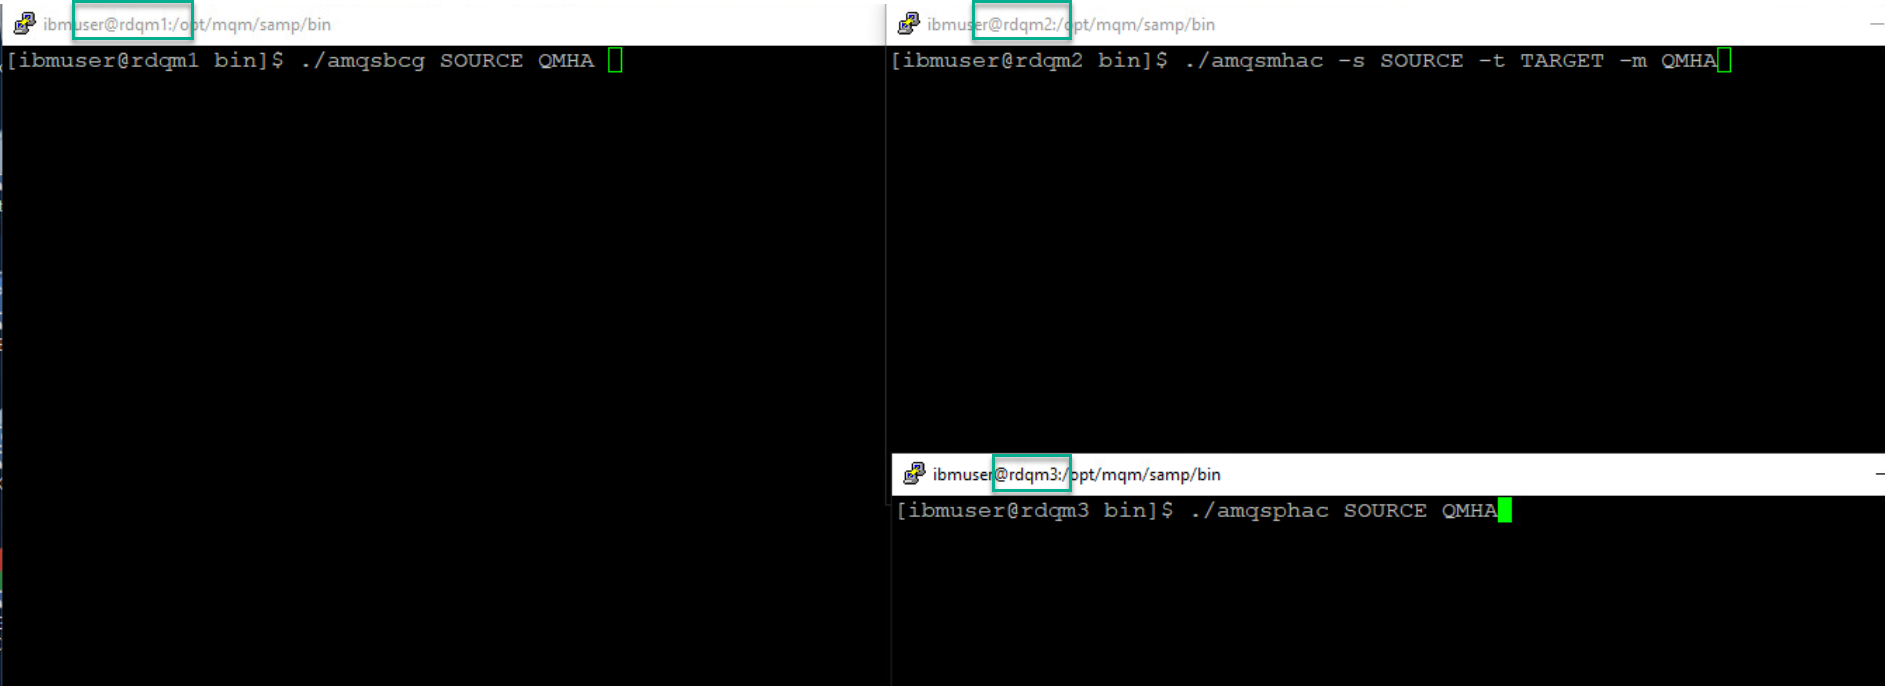 ibmuser@rdqm1:/opt/mqm/samp/bin
[ibmuser@rdqm1 bin]$ ./amqsbcg SOURCE QMHA
ibmuser@rdqm2:/opt/mqm/samp/bin
[ibmuser@rdqm2 bin]$ ./amqsmhac -s SOURCE -t TARGET -m QMHA
ibmuser@rdqm3:/opt/mqm/samp/bin
[ibmuser@rdqm3 bin]$ ./amqsphac SOURCE QMHA